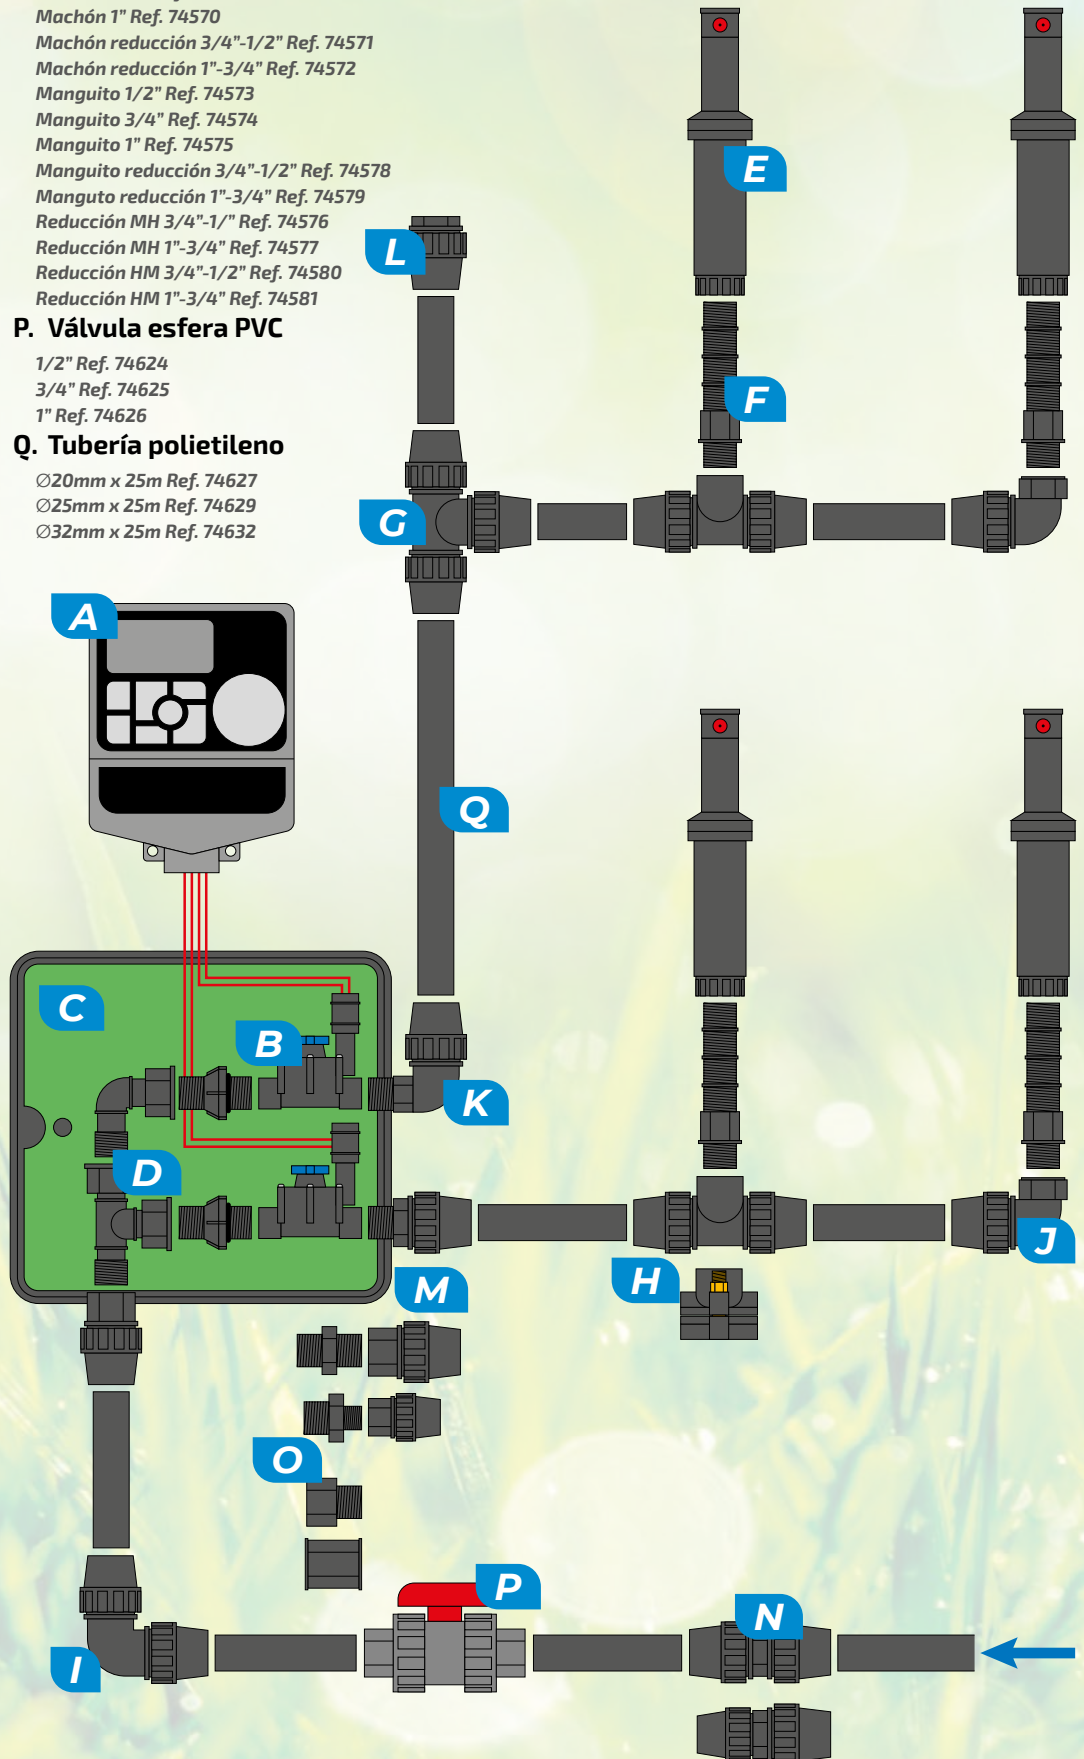 Machón 1” Ref. 74570
Machón reducción 3/4”-1/2” Ref. 74571
Machón reducción 1”-3/4” Ref. 74572
Manguito 1/2” Ref. 74573
Manguito 3/4” Ref. 74574
Manguito 1” Ref. 74575
Manguito reducción 3/4”-1/2” Ref. 74578
Manguto reducción 1”-3/4” Ref. 74579
Reducción MH 3/4”-1/” Ref. 74576
Reducción MH 1”-3/4” Ref. 74577
Reducción HM 3/4”-1/2” Ref. 74580
Reducción HM 1”-3/4” Ref. 74581
P. Válvula esfera PVC
1/2” Ref. 74624
3/4” Ref. 74625
1” Ref. 74626
Q. Tubería polietileno
∅20mm x 25m Ref. 74627
∅25mm x 25m Ref. 74629
∅32mm x 25m Ref. 74632
E
L
F
G
A
Q
C
B
K
D
J
H
M
O
P
N
I